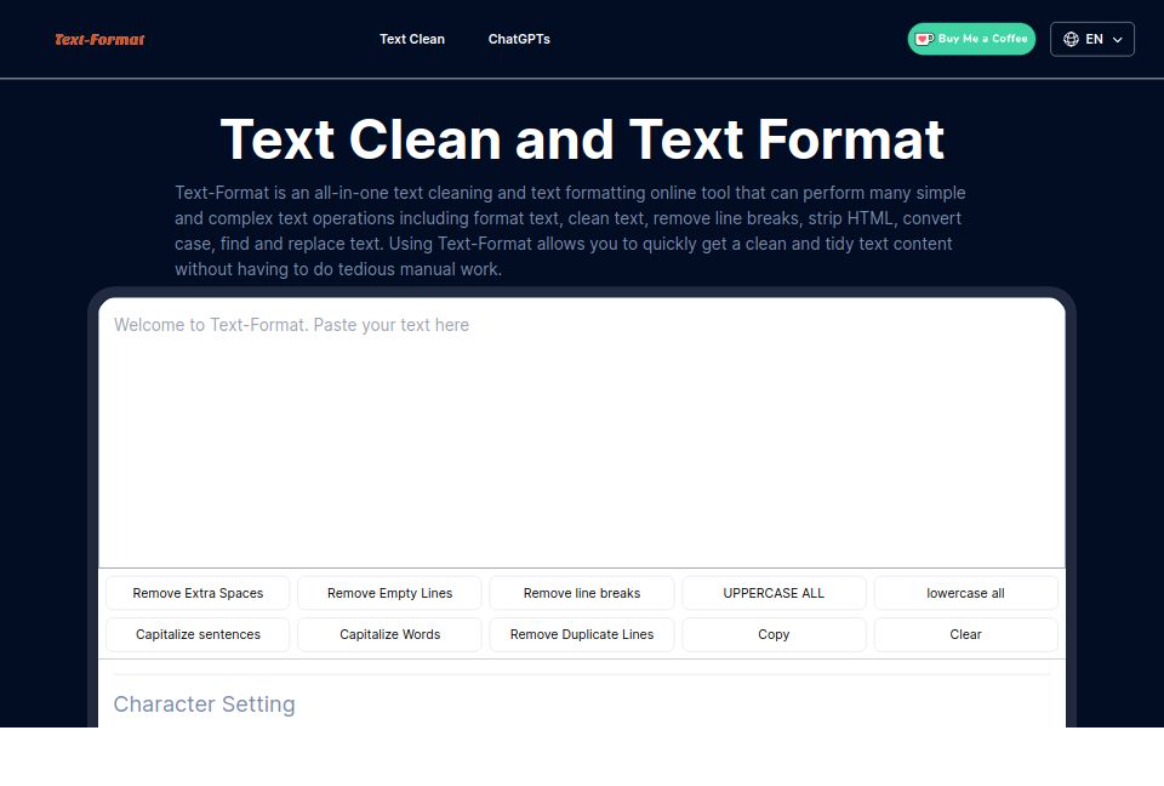 Text-Format
Text Clean
ChatGPTs
Buy Me a Coffee
EN
Text Clean and Text Format
Text-Format is an all-in-one text cleaning and text formatting online tool that can perform many simple
and complex text operations including format text, clean text, remove line breaks, strip HTML, convert
case, find and replace text. Using Text-Format allows you to quickly get a clean and tidy text content
without having to do tedious manual work.
Welcome to Text-Format. Paste your text here
Remove Extra Spaces
Remove Empty Lines
Remove line breaks
UPPERCASE ALL
lowercase all
Capitalize sentences
Capitalize Words
Remove Duplicate Lines
Copy
Clear
Character Setting